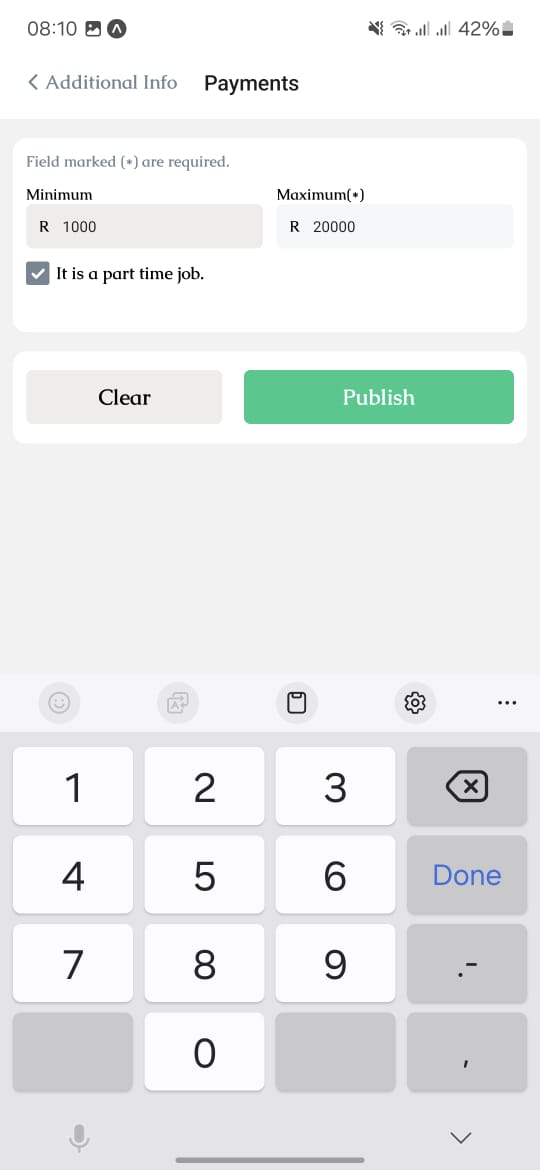 08:10 42%
Additional Info Payments
Field marked (*) are required.
Minimum Maximum(*)
R 1000 R 20000
It is a part time job.
Clear Publish
1 2 3
4 5 6 Done
7 8 9 .-
0 ,